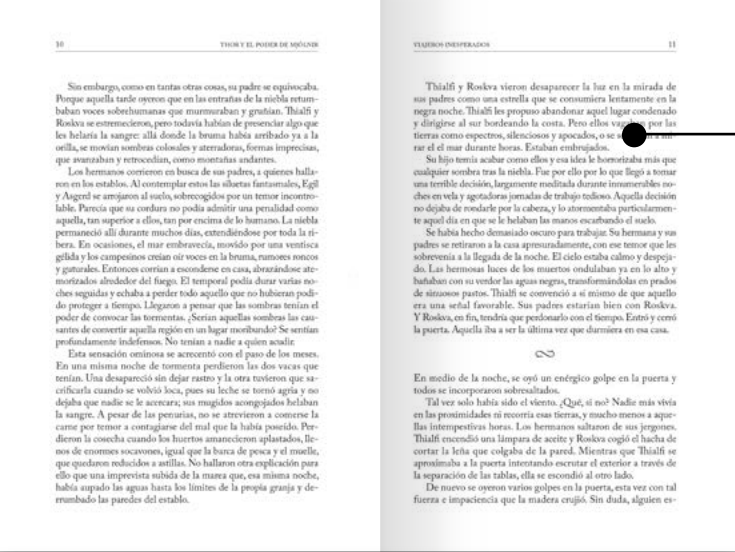 10
THOR Y EL PODER DE MJÖLNIR
Sin embargo, como en tantas otras cosas, su padre se equivocaba.
Porque aquella tarde oyeron que en las entrañas de la niebla retum-
baban voces sobrehumanas que murmuraban y gruñían. Thialfi y
Roskva se estremecieron, pero todavía habían de presenciar algo que
les helaría la sangre: allá donde la bruma había arribado ya a la
orilla, se movían sombras colosales y aterradoras, formas imprecisas,
que avanzaban y retrocedían, como montañas andantes.
Los hermanos corrieron en busca de sus padres, a quienes halla-
ron en los establos. Al contemplar estos las siluetas fantasmales, Egil
y Asgerd se arrojaron al suelo, sobrecogidos por un temor incontro-
lable. Parecía que su cordura no podía admitir una penalidad como
aquella, tan superior a ellos, tan por encima de lo humano. La niebla
permaneció allí durante muchos días, extendiéndose por toda la ri-
bera. En ocasiones, el mar embravecía, movido por una ventisca
gélida y los campesinos creían oír voces en la bruma, rumores roncos
y guturales. Entonces corrían a esconderse en casa, abrazándose ate-
morizados alrededor del fuego. El temporal podía durar varias no-
ches seguidas y echaba a perder todo aquello que no hubieran podi-
do proteger a tiempo. Llegaron a pensar que las sombras tenían el
poder de convocar las tormentas. ¿Serían aquellas sombras las cau-
santes de convertir aquella región en un lugar moribundo? Se sentían
profundamente indefensos. No tenían a nadie a quien acudir.
Esta sensación ominosa se acrecentó con el paso de los meses.
En una misma noche de tormenta perdieron las dos vacas que
tenían. Una desapareció sin dejar rastro y la otra tuvieron que sa-
crificarla cuando se volvió loca, pues su leche se tornó agria y no
dejaba que nadie se le acercara; sus mugidos acongojados helaban
la sangre. A pesar de las penurias, no se atrevieron a comerse la
carne por temor a contagiarse del mal que la había poseído. Per-
dieron la cosecha cuando los huertos amanecieron aplastados, lle-
nos de enormes socavones, igual que la barca de pesca y el muelle,
que quedaron reducidos a astillas. No hallaron otra explicación para
ello que una imprevista subida de la marea que, esa misma noche,
había aupado las aguas hasta los límites de la propia granja y de-
rrumbado las paredes del establo.
VIAJEROS INESPERADOS
11
Thialfi y Roskva vieron desaparecer la luz en la mirada de
sus padres como una estrella que se consumiera lentamente en la
negra noche. Thialfi les propuso abandonar aquel lugar condenado
y dirigirse al sur bordeando la costa. Pero ellos vagaban por las
tierras como espectros, silenciosos y apocados, o se a mi-
rar el el mar durante horas. Estaban embrujados.
Su hijo temía acabar como ellos y esa idea le horrorizaba más que
cualquier sombra tras la niebla. Fue por ello por lo que llegó a tomar
una terrible decisión, largamente meditada durante innumerables no-
ches en vela y agotadoras jornadas de trabajo tedioso. Aquella decisión
no dejaba de rondarle por la cabeza, y lo atormentaba particularmen-
te aquel día en que se le helaban las manos escarbando el suelo.
Se había hecho demasiado oscuro para trabajar. Su hermana y sus
padres se retiraron a la casa apresuradamente, con ese temor que les
sobrevenía a la llegada de la noche. El cielo estaba calmo y despeja-
do. Las hermosas luces de los muertos ondulaban ya en lo alto y
bañaban con su verdor las aguas negras, transformándolas en prados
de sinuosos pastos. Thialfi se convenció a sí mismo de que aquello
era una señal favorable. Sus padres estarían bien con Roskva.
Y Roskva, en fin, tendría que perdonarlo con el tiempo. Entró y cerró
la puerta. Aquella iba a ser la última vez que durmiera en esa casa.
En medio de la noche, se oyó un enérgico golpe en la puerta y
todos se incorporaron sobresaltados.
Tal vez solo había sido el viento. ¿Qué, si no? Nadie más vivía
en las proximidades ni recorría esas tierras, y mucho menos a aque-
llas intempestivas horas. Los hermanos saltaron de sus jergones.
Thialfi encendió una lámpara de aceite y Roskva cogió el hacha de
cortar la leña que colgaba de la pared. Mientras que Thialfi se
aproximaba a la puerta intentando escrutar el exterior a través de
la separación de las tablas, ella se escondió al otro lado.
De nuevo se oyeron varios golpes en la puerta, esta vez con tal
fuerza e impaciencia que la madera crujió. Sin duda, alguien es-